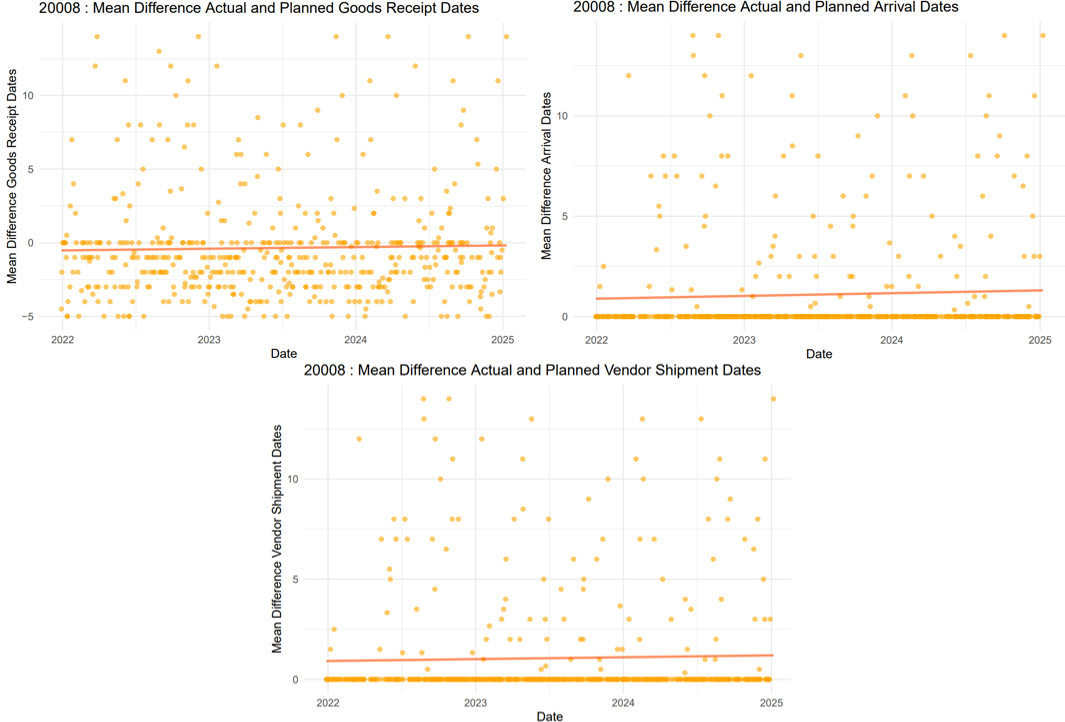 20008 : Mean Difference Actual and Planned Goods Receipt Dates
Mean Difference Goods Receipt Dates
10
5
0
−5
2022 2023 2024 2025
Date
20008 : Mean Difference Actual and Planned Arrival Dates
Mean Difference Arrival Dates
10
5
0
2022 2023 2024 2025
Date
20008 : Mean Difference Actual and Planned Vendor Shipment Dates
Mean Difference Vendor Shipment Dates
10
5
0
2022 2023 2024 2025
Date